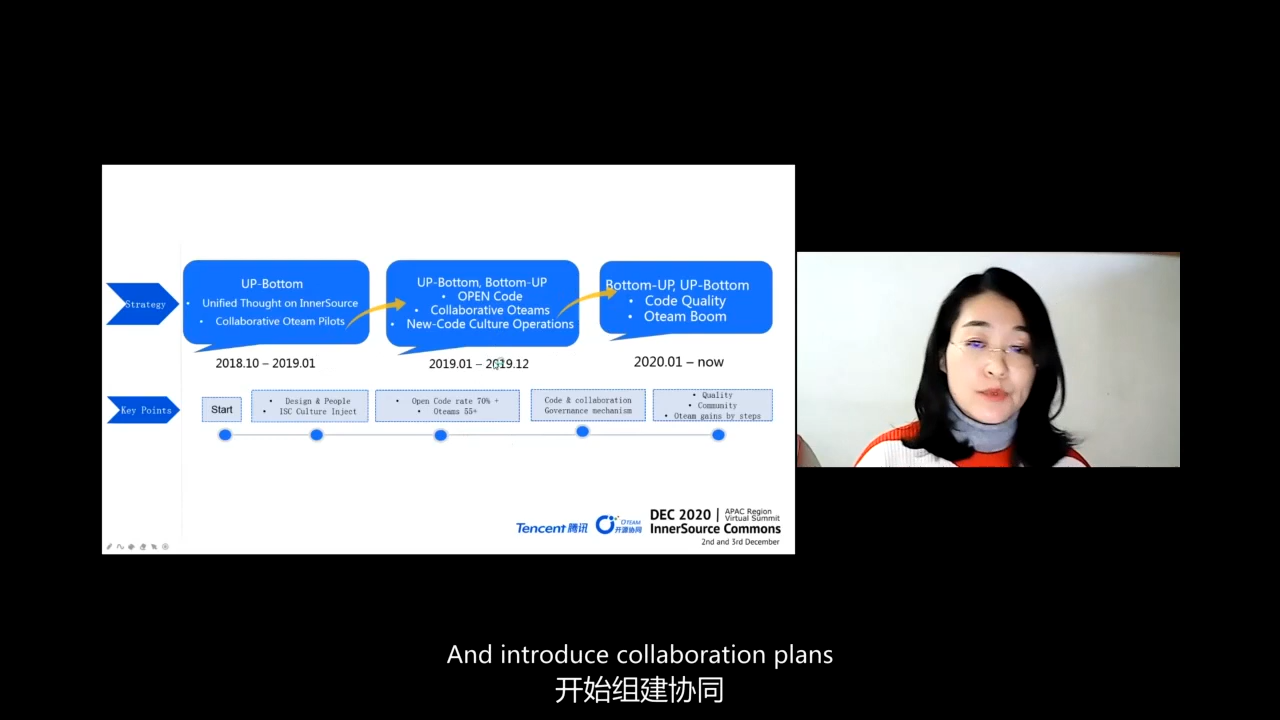 Strategy
UP-Bottom
• Unified Thought on InnerSource
• Collaborative Oteam Pilots
UP-Bottom, Bottom-UP
• OPEN Code
• Collaborative Oteams
• New-Code Culture Operations
Bottom-UP, UP-Bottom
• Code Quality
• Oteam Boom
2018.10 – 2019.01
2019.01 – 2019.12
2020.01 – now
Key Points
Start
• Design & People
• ISC Culture Inject
• Open Code rate 70% +
• Oteams 55+
Code & collaboration
Governance mechanism
• Quality
• Community
• Oteam gains by steps
Tencent 腾讯
OTEAM
开源协同
DEC 2020 | APAC Region
Virtual Summit
InnerSource Commons
2nd and 3rd December
And introduce collaboration plans
开始组建协同